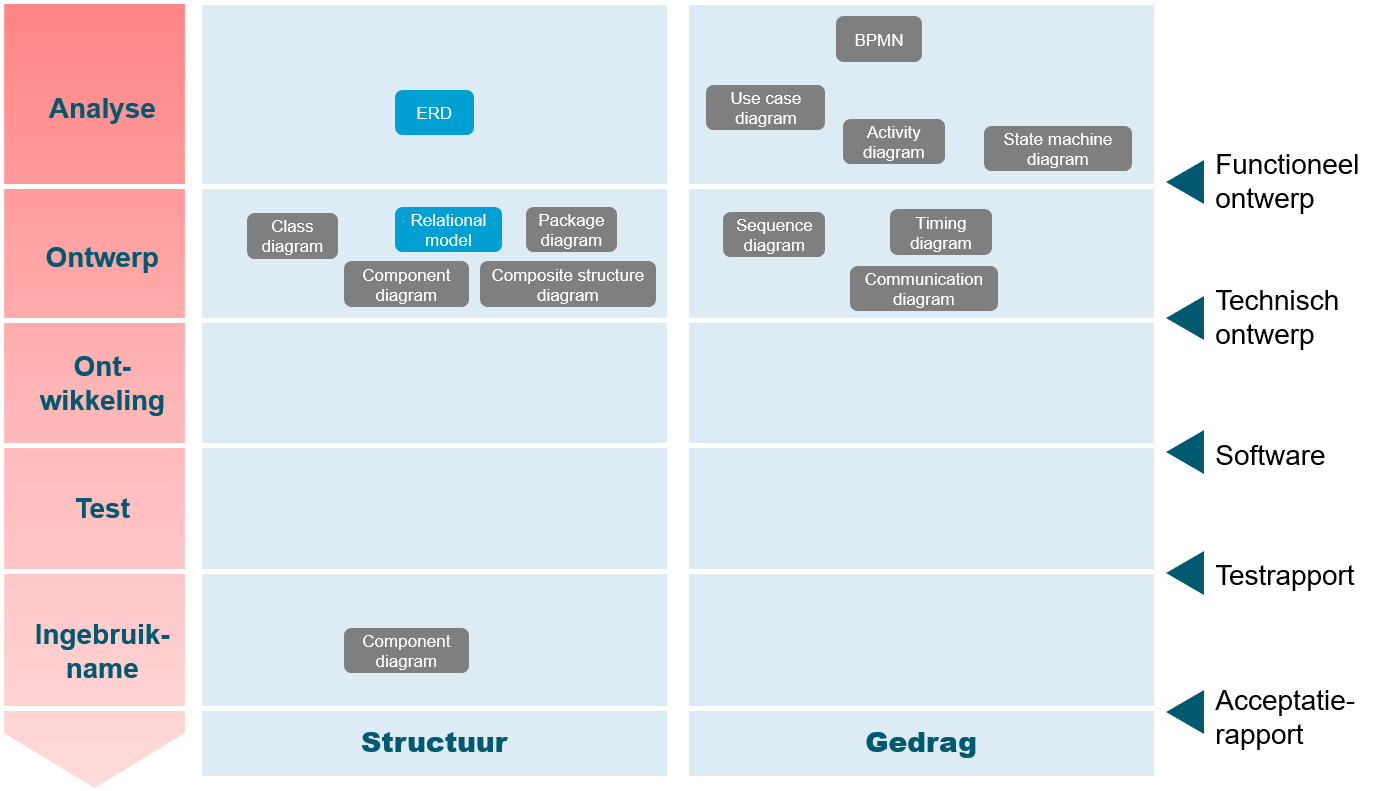 Analyse
ERD
BPMN
Use case
diagram
Activity
diagram
State machine
diagram
Functioneel
ontwerp
Ontwerp
Class
diagram
Relational
model
Package
diagram
Component
diagram
Composite structure
diagram
Sequence
diagram
Timing
diagram
Communication
diagram
Technisch
ontwerp
Ont-
wikkeling
Software
Test
Testrapport
Ingebruik-
name
Component
diagram
Acceptatie-
rapport
Structuur
Gedrag